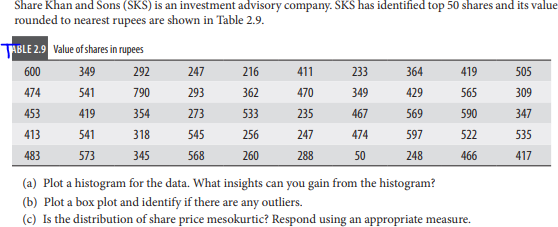 Share Khan and Sons (SKS) is an investment advisory company. SKS has identified top 50 shares and its value
rounded to nearest rupees are shown in Table 2.9.
TABLE 2.9 Value of shares in rupees
600 349 292 247 216 411 233 364 419 505
474 541 790 293 362 470 349 429 565 309
453 419 354 273 533 235 467 569 590 347
413 541 318 545 256 247 474 597 522 535
483 573 345 568 260 288 50 248 466 417
(a) Plot a histogram for the data. What insights can you gain from the histogram?
(b) Plot a box plot and identify if there are any outliers.
(c) Is the distribution of share price mesokurtic? Respond using an appropriate measure.